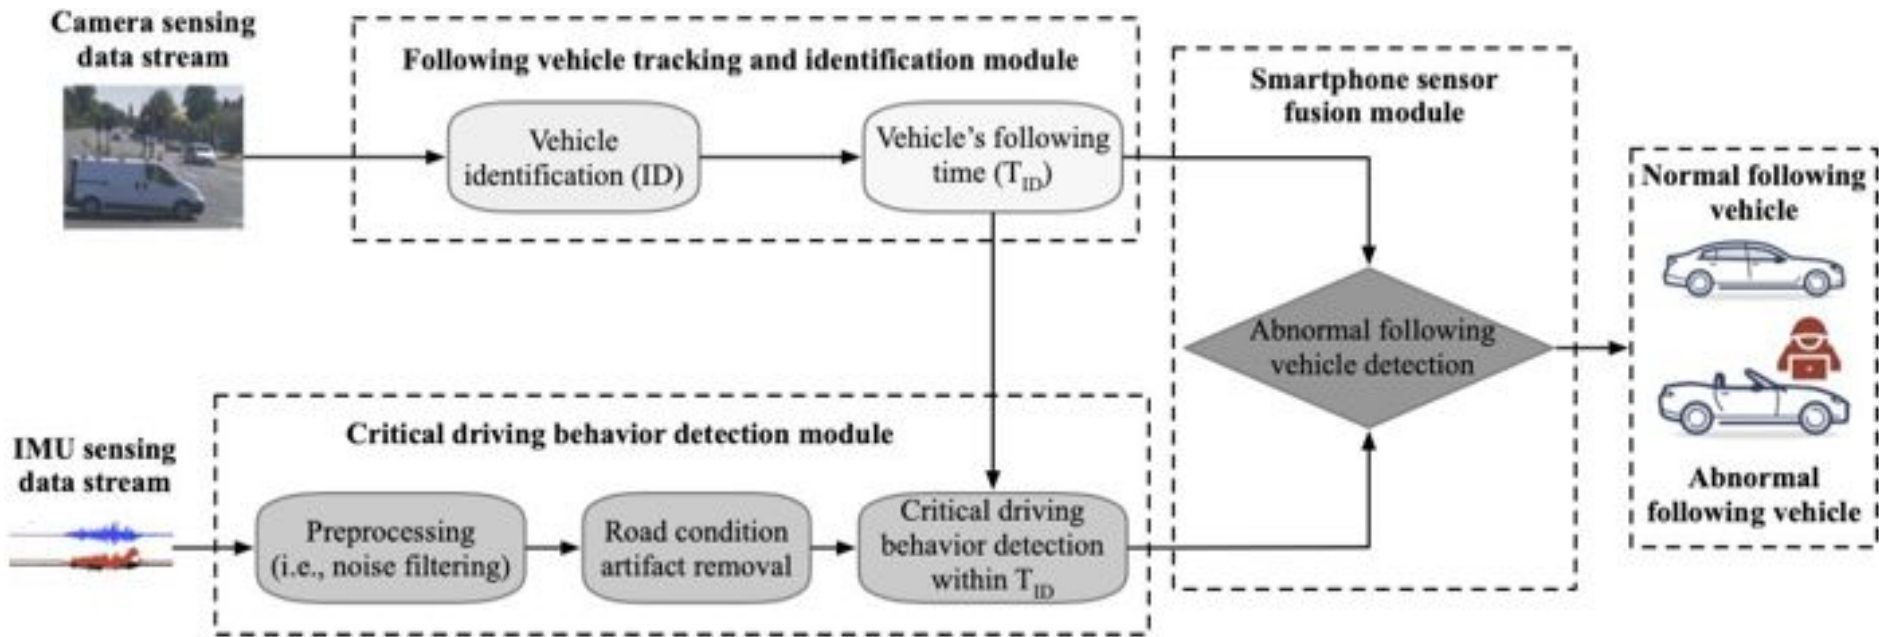 Camera sensing
data stream
Following vehicle tracking and identification module
Vehicle
identification (ID)
Vehicle's following
time (T_ID)
Smartphone sensor
fusion module
Abnormal following
vehicle detection
Normal following
vehicle
Abnormal
following vehicle
IMU sensing
data stream
Critical driving behavior detection module
Preprocessing
(i.e., noise filtering)
Road condition
artifact removal
Critical driving
behavior detection
within T_ID